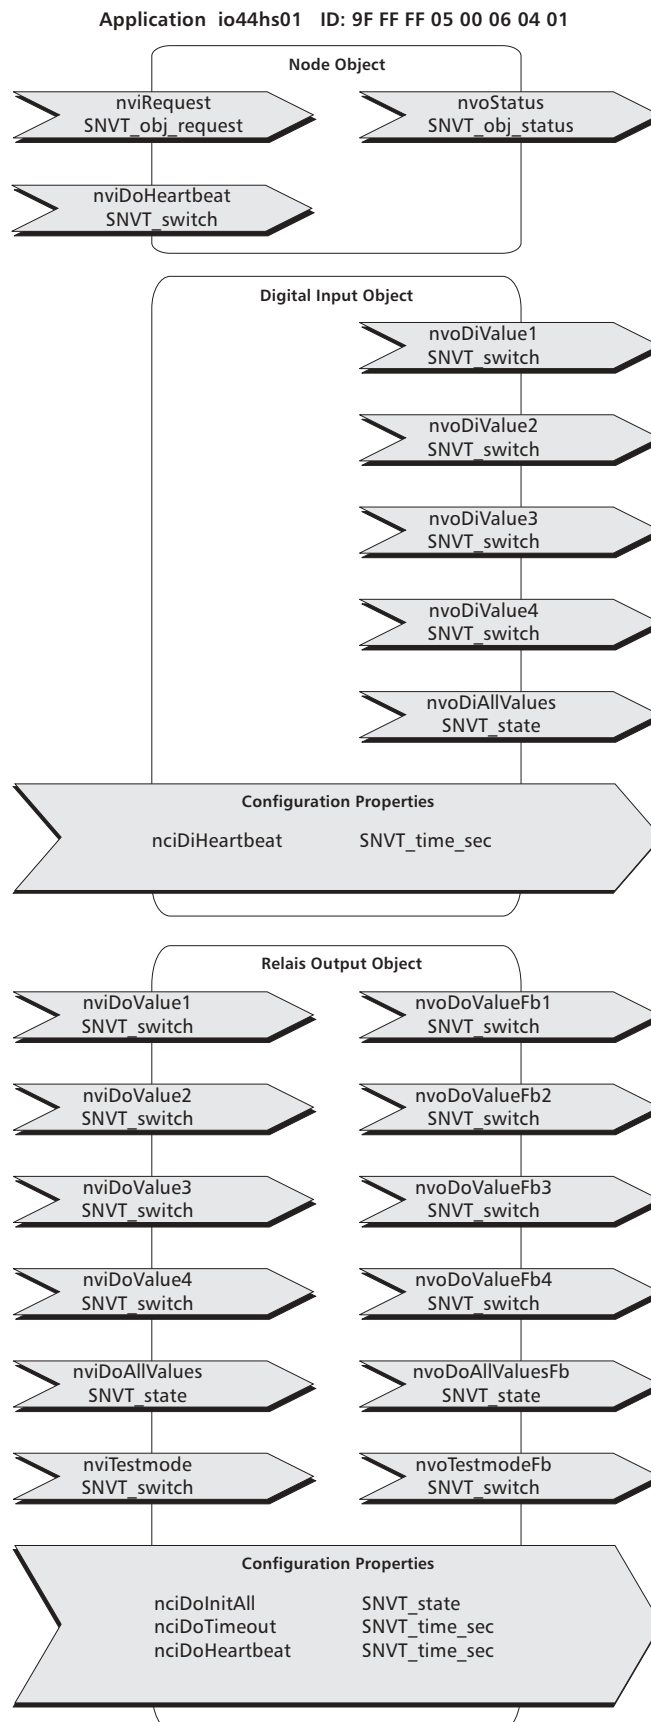 Application io44hs01 ID: 9F FF FF 05 00 06 04 01
Node Object
nviRequest
SNVT_obj_request
nvoStatus
SNVT_obj_status
nviDoHeartbeat
SNVT_switch
Digital Input Object
nvoDiValue1
SNVT_switch
nvoDiValue2
SNVT_switch
nvoDiValue3
SNVT_switch
nvoDiValue4
SNVT_switch
nvoDiAllValues
SNVT_state
Configuration Properties
nciDiHeartbeat SNVT_time_sec
Relais Output Object
nviDoValue1
SNVT_switch
nvoDoValueFb1
SNVT_switch
nviDoValue2
SNVT_switch
nvoDoValueFb2
SNVT_switch
nviDoValue3
SNVT_switch
nvoDoValueFb3
SNVT_switch
nviDoValue4
SNVT_switch
nvoDoValueFb4
SNVT_switch
nviDoAllValues
SNVT_state
nvoDoAllValuesFb
SNVT_state
nviTestmode
SNVT_switch
nvoTestmodeFb
SNVT_switch
Configuration Properties
nciDoInitAll SNVT_state
nciDoTimeout SNVT_time_sec
nciDoHeartbeat SNVT_time_sec